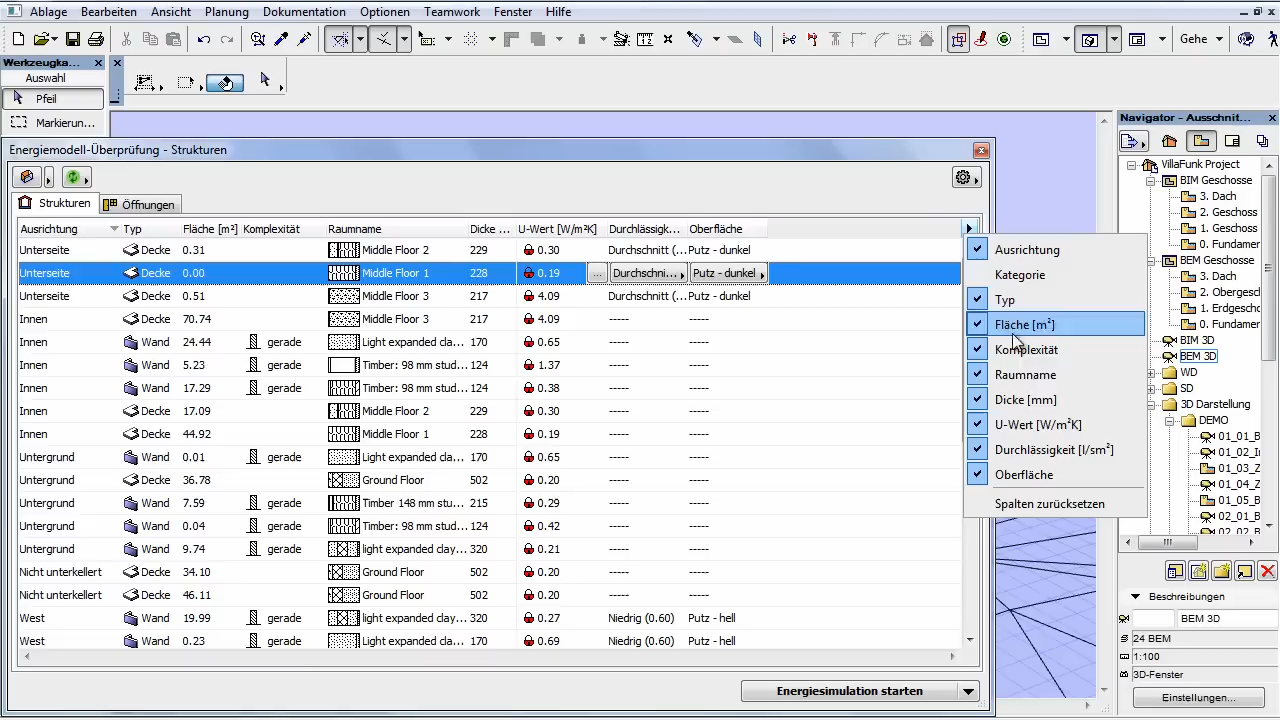 Ablage Bearbeiten Ansicht Planung Dokumentation Optionen Teamwork Fenster Hilfe
Gehe
Werkzeugka...
Auswahl
Pfeil
Markierun...
Energiemodell-Überprüfung - Strukturen
Strukturen Öffnungen
Ausrichtung Typ Fläche [m²] Komplexität Raumname Dicke ... U-Wert [W/m²K] Durchlässigk... Oberfläche
Unterseite Decke 0.31 Middle Floor 2 229 0.30 Durchschnitt (... Putz - dunkel
Unterseite Decke 0.00 Middle Floor 1 228 0.19 ... Durchschni... Putz - dunkel
Unterseite Decke 0.51 Middle Floor 3 217 4.09 Durchschnitt (... Putz - dunkel
Innen Decke 70.74 Middle Floor 3 217 4.09 ----- -----
Innen Wand 24.44 gerade Light expanded cla... 170 0.65 ----- -----
Innen Wand 5.23 gerade Timber: 98 mm stud... 124 1.37 ----- -----
Innen Wand 17.29 gerade Timber: 98 mm stud... 124 0.38 ----- -----
Innen Decke 17.09 Middle Floor 2 229 0.30 ----- -----
Innen Decke 44.92 Middle Floor 1 228 0.19 ----- -----
Untergrund Wand 0.01 gerade Light expanded cla... 170 0.65 ----- -----
Untergrund Decke 36.78 Ground Floor 502 0.20 ----- -----
Untergrund Wand 7.59 gerade Timber 148 mm stu... 215 0.29 ----- -----
Untergrund Wand 0.04 gerade Timber: 98 mm stu... 124 0.42 ----- -----
Untergrund Wand 9.74 gerade light expanded clay... 320 0.21 ----- -----
Nicht unterkellert Decke 34.10 Ground Floor 502 0.20 ----- -----
Nicht unterkellert Decke 46.11 Ground Floor 502 0.20 ----- -----
West Wand 19.99 gerade light expanded clay... 320 0.27 Niedrig (0.60) Putz - hell
West Wand 0.23 gerade Light expanded clay... 170 0.69 Niedrig (0.60) Putz - hell
Energiesimulation starten
Ausrichtung
Kategorie
Typ
Fläche [m²]
Komplexität
Raumname
Dicke [mm]
U-Wert [W/m²K]
Durchlässigkeit [l/sm²]
Oberfläche
Spalten zurücksetzen
Navigator - Ausschnit...
VillaFunk Project
BIM Geschosse
3. Dach
2. Geschoss
1. Geschoss
0. Fundamer
BEM Geschosse
3. Dach
2. Obergesc
1. Erdgescho
0. Fundamer
BIM 3D
BEM 3D
WD
SD
3D Darstellung
DEMO
01_01_B
01_02_I
01_03_Z
01_04_Z
01_05_B
02_01_B
02_02_B
Beschreibungen
BEM 3D
24 BEM
1:100
3D-Fenster
Einstellungen...